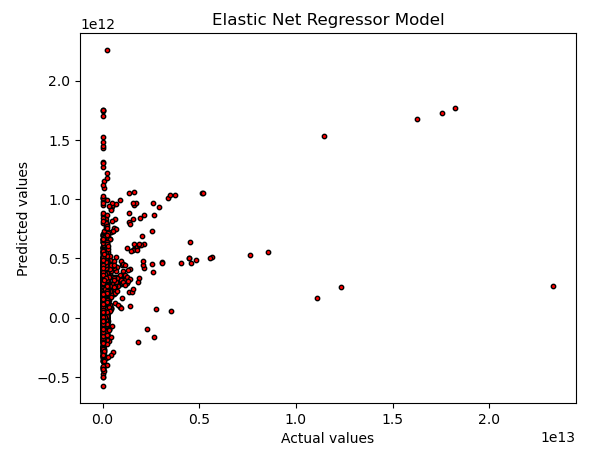 Elastic Net Regressor Model
1e12
2.0
1.5
1.0
0.5
0.0
−0.5
Predicted values
0.0 0.5 1.0 1.5 2.0
Actual values
1e13